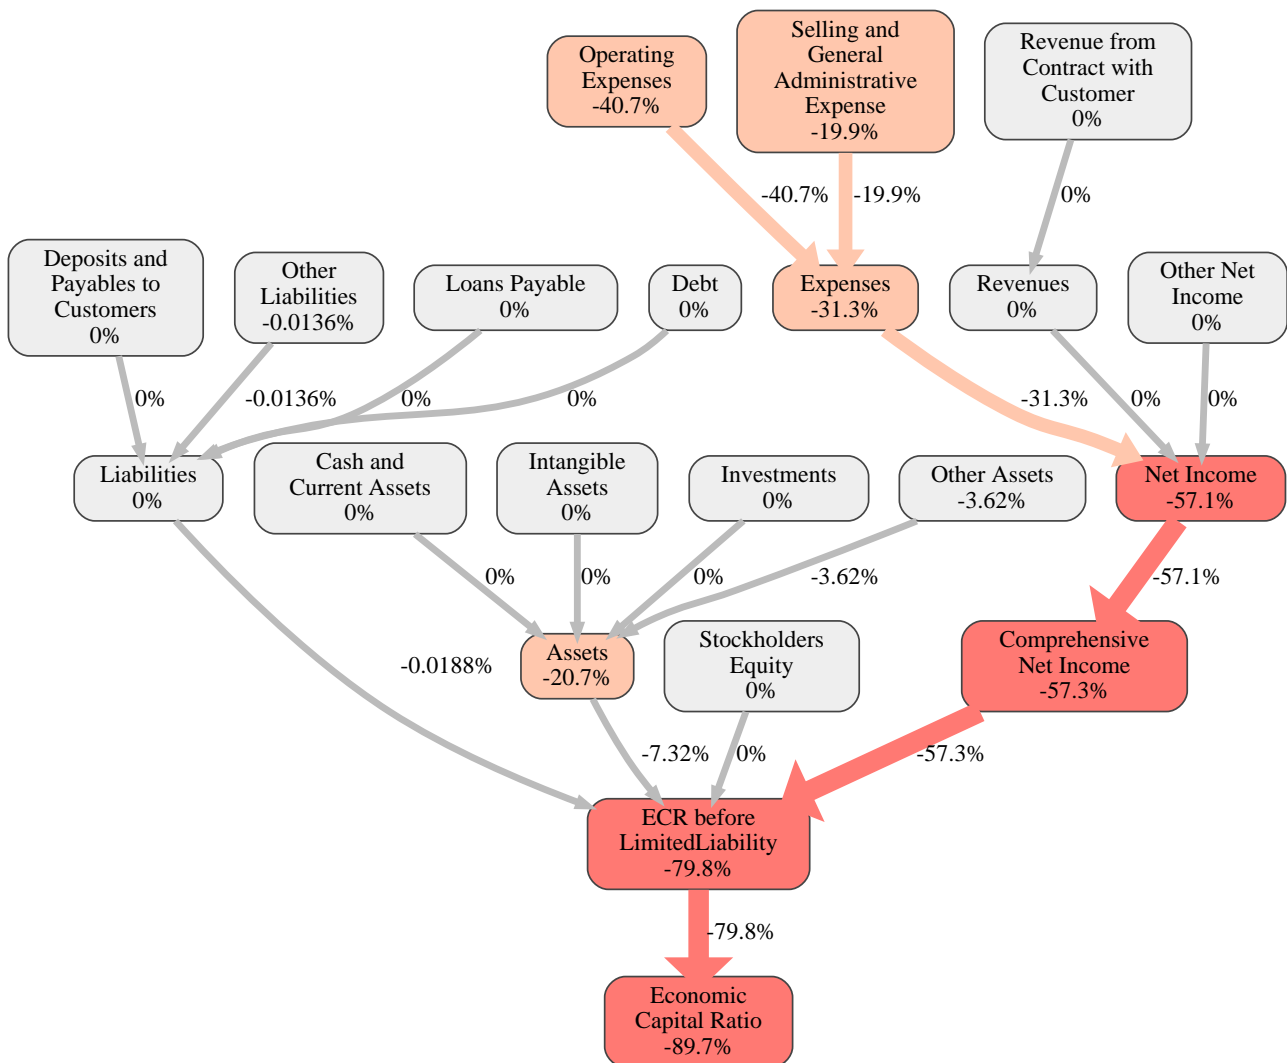 Operating
Expenses
-40.7%
Selling and
General
Administrative
Expense
-19.9%
Revenue from
Contract with
Customer
0%
-40.7%
-19.9%
0%
Deposits and
Payables to
Customers
0%
Other
Liabilities
-0.0136%
Loans Payable
0%
Debt
0%
Expenses
-31.3%
Revenues
0%
Other Net
Income
0%
0%
-0.0136%
0%
0%
-31.3%
0%
0%
Liabilities
0%
Cash and
Current Assets
0%
Intangible
Assets
0%
Investments
0%
Other Assets
-3.62%
Net Income
-57.1%
0%
0%
0%
-3.62%
-57.1%
-0.0188%
Assets
-20.7%
Stockholders
Equity
0%
Comprehensive
Net Income
-57.3%
-7.32%
0%
-57.3%
ECR before
LimitedLiability
-79.8%
-79.8%
Economic
Capital Ratio
-89.7%